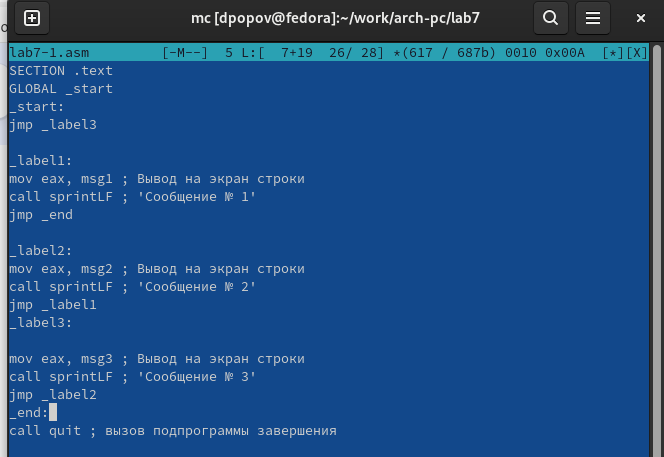 mc [dpopov@fedora]:~/work/arch-pc/lab7
lab7-1.asm [-M--] 5 L:[ 7+19 26/ 28] *(617 / 687b) 0010 0x00A [*][X]
SECTION .text
GLOBAL _start
_start:
jmp _label3
_label1:
mov eax, msg1 ; Вывод на экран строки
call sprintLF ; 'Сообщение № 1'
jmp _end
_label2:
mov eax, msg2 ; Вывод на экран строки
call sprintLF ; 'Сообщение № 2'
jmp _label1
_label3:
mov eax, msg3 ; Вывод на экран строки
call sprintLF ; 'Сообщение № 3'
jmp _label2
_end:
call quit ; вызов подпрограммы завершения